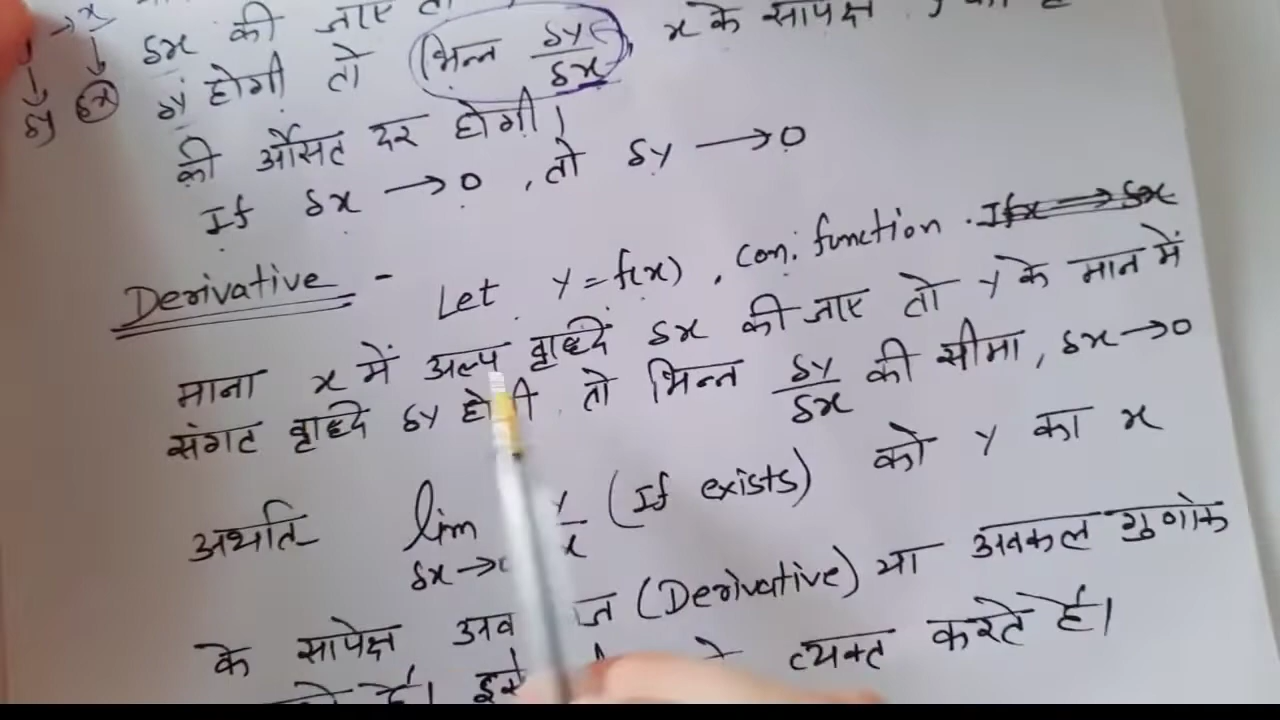 δx की जाए तो
δy होगी तो भिन्न δy/δx, x के सापेक्ष y
की औसत दर होगी।
If δx → 0, तो δy → 0
Derivative - Let y = f(x), con. function.
माना x में अल्प वृद्धि δx की जाए तो y के मान में
संगत वृद्धि δy होगी तो भिन्न δy/δx की सीमा, δx → 0
अर्थात lim δx → (If exists) को y का x
के सापेक्ष (Derivative) या अवकल गुणांक
हैं। व्यक्त करते हैं।